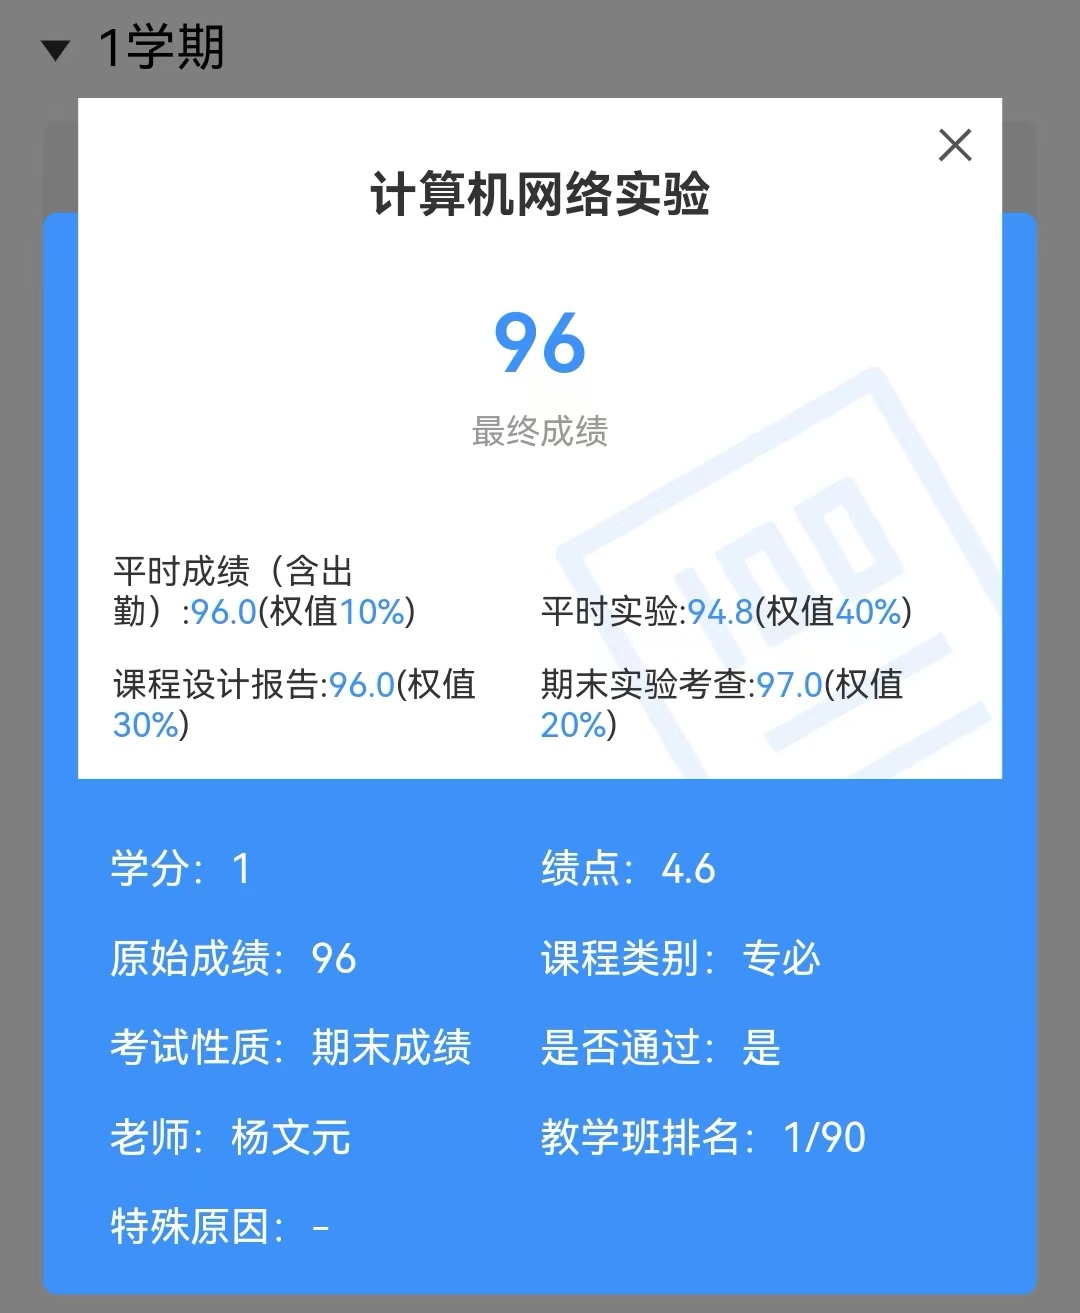 1学期
计算机网络实验
96
最终成绩
平时成绩（含出
勤）:96.0(权值10%)
平时实验:94.8(权值40%)
课程设计报告:96.0(权值
30%)
期末实验考查:97.0(权值
20%)
学分：1
绩点：4.6
原始成绩：96
课程类别：专必
考试性质：期末成绩
是否通过：是
老师：杨文元
教学班排名：1/90
特殊原因：-